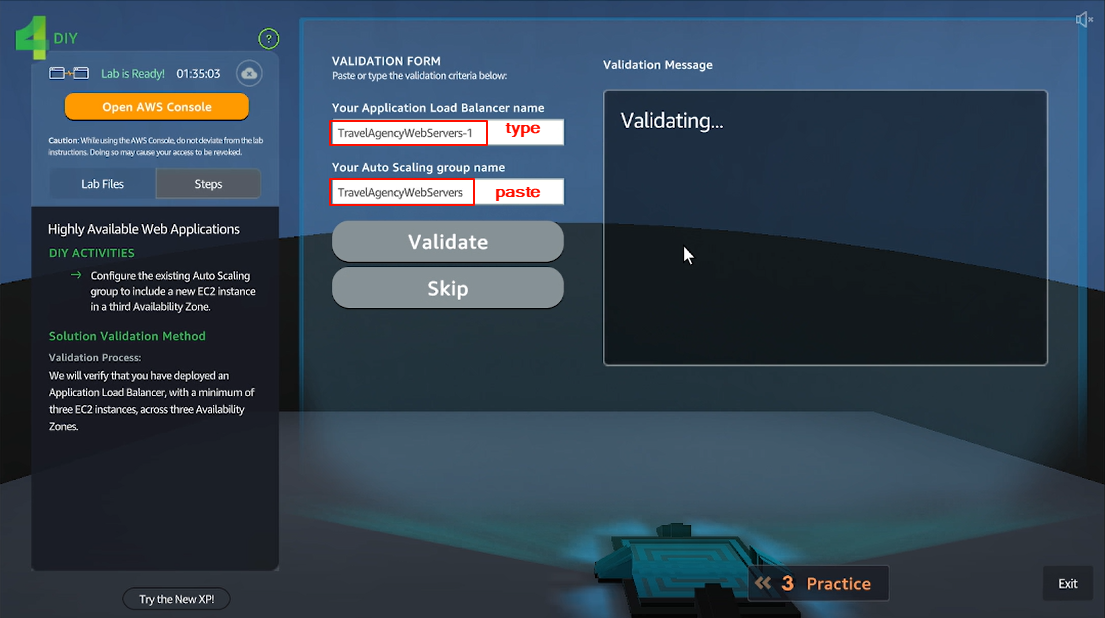 4 DIY
?
Lab is Ready! 01:35:03
Open AWS Console
Caution: While using the AWS Console, do not deviate from the lab
instructions. Doing so may cause your access to be revoked.
Lab Files
Steps
Highly Available Web Applications
DIY ACTIVITIES
→ Configure the existing Auto Scaling
group to include a new EC2 instance
in a third Availability Zone.
Solution Validation Method
Validation Process:
We will verify that you have deployed an
Application Load Balancer, with a minimum of
three EC2 instances, across three Availability
Zones.
Try the New XP!
VALIDATION FORM
Paste or type the validation criteria below:
Your Application Load Balancer name
TravelAgencyWebServers-1 type
Your Auto Scaling group name
TravelAgencyWebServers paste
Validate
Skip
Validation Message
Validating...
3 Practice
Exit